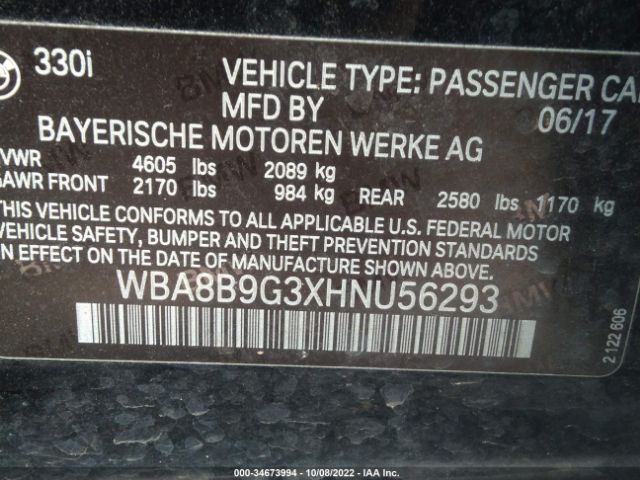 330i
VEHICLE TYPE: PASSENGER CA
MFD BY 06/17
BAYERISCHE MOTOREN WERKE AG
VWR 4605 lbs 2089 kg
AWR FRONT 2170 lbs 984 kg REAR 2580 lbs 1170 kg
THIS VEHICLE CONFORMS TO ALL APPLICABLE U.S. FEDERAL MOTOR
VEHICLE SAFETY, BUMPER AND THEFT PREVENTION STANDARDS
IN EFFECT ON THE DATE OF MANUFACTURE SHOWN ABOVE.
WBA8B9G3XHNU56293
2 122 606
000-34673994 - 10/08/2022 - IAA Inc.